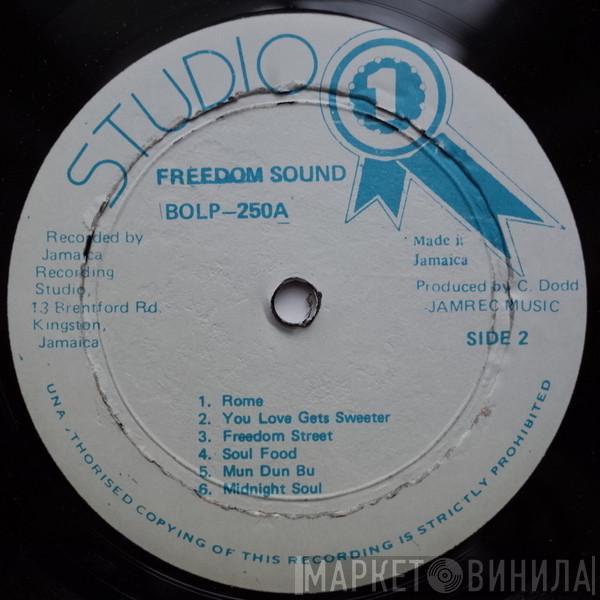 STUDIO 1
FREEDOM SOUND
BOLP-250A
Recorded by
Jamaica
Recording
Studio
13 Brentford Rd.
Kingston,
Jamaica
Made i
Jamaica
Produced by C. Dodd
JAMREC MUSIC
SIDE 2
1. Rome
2. You Love Gets Sweeter
3. Freedom Street
4. Soul Food
5. Mun Dun Bu
6. Midnight Soul
UNA THORISED COPYING OF THIS RECORDING IS STRICTLY PROHIBITED
МАРКЕТ ВИНИЛА